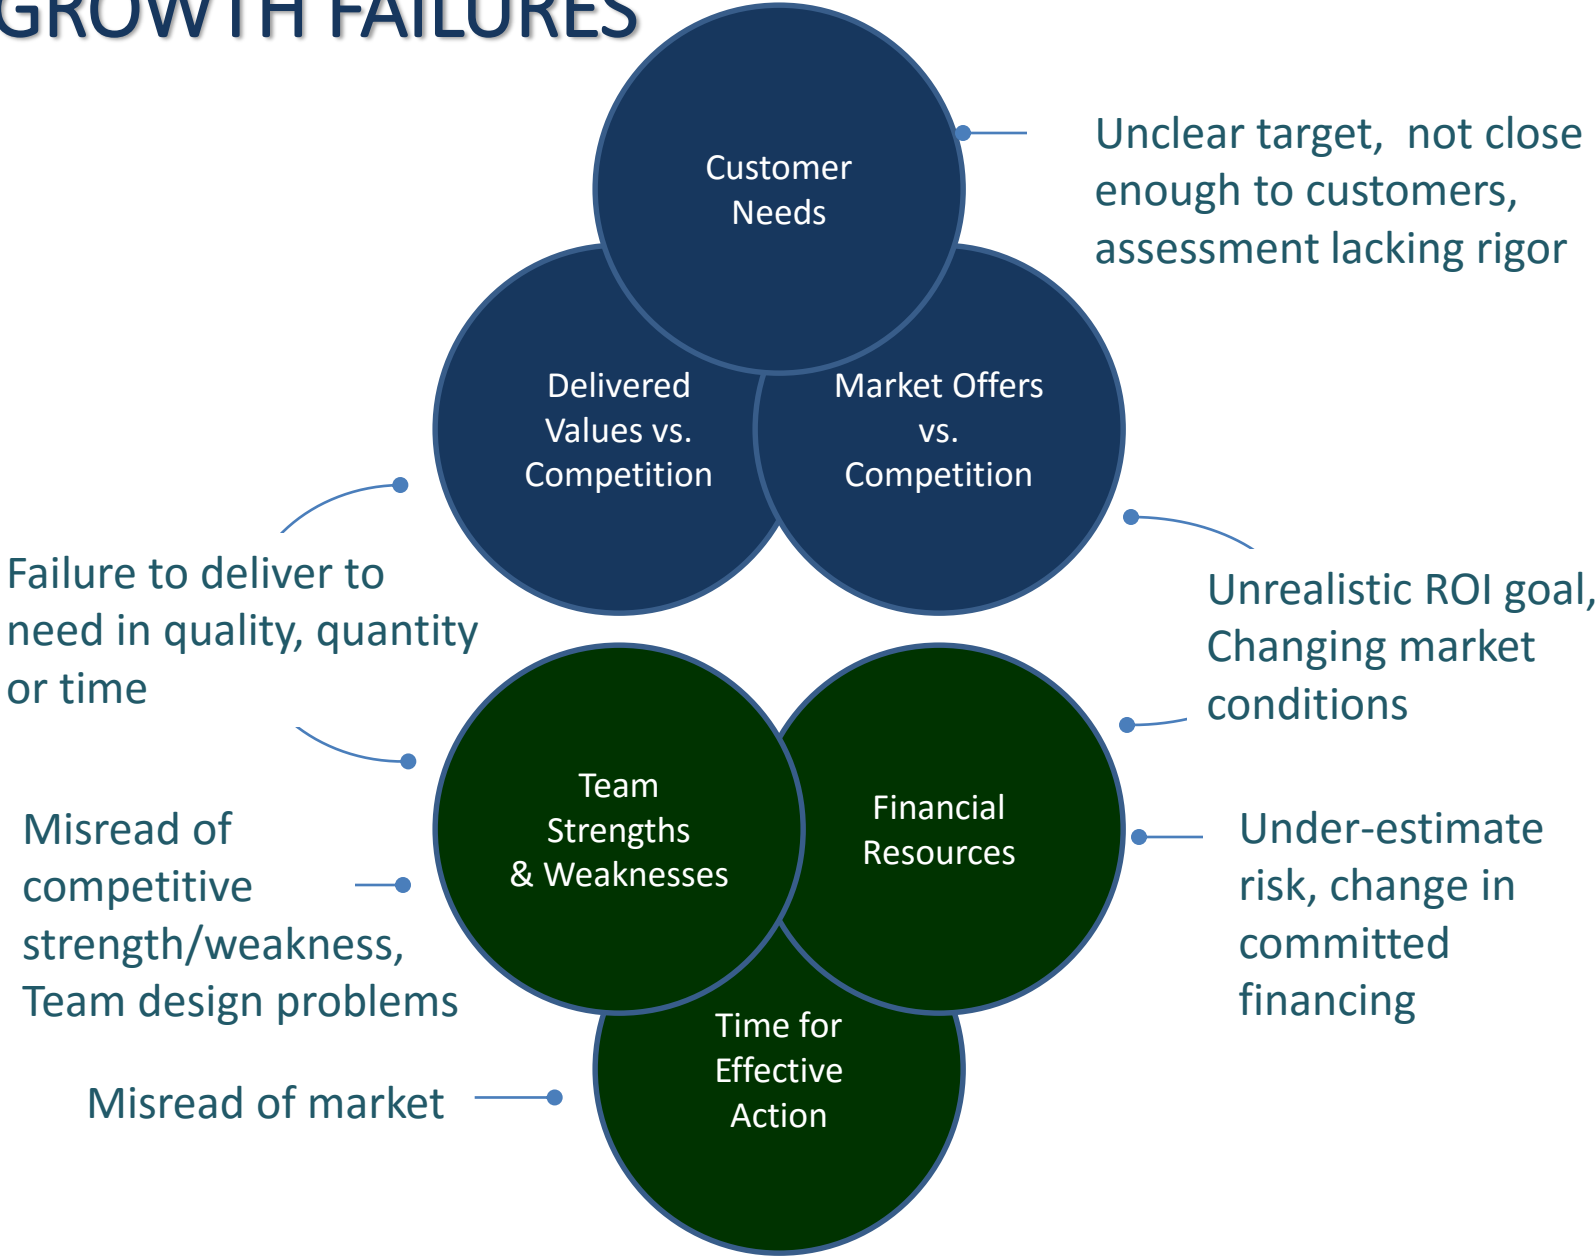 GROWTH FAILURES
Customer
Needs
Unclear target,  not close
enough to customers,
assessment lacking rigor
Delivered
Values vs.
Competition
Market Offers
vs.
Competition
Failure to deliver to
need in quality, quantity
or time
Unrealistic ROI goal,
Changing market
conditions
Team
Strengths
& Weaknesses
Financial
Resources
Misread of
competitive
strength/weakness,
Team design problems
Under-estimate
risk, change in
committed
financing
Time for
Effective
Action
Misread of market